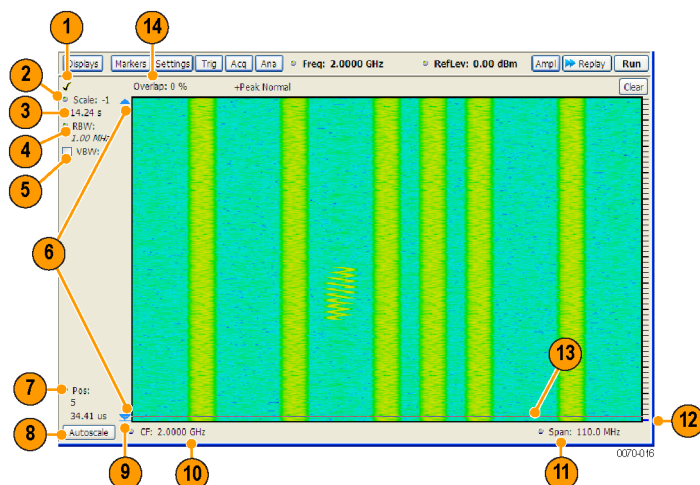 1
14
Displays Markers Settings Trig Acq Ana Freq: 2.0000 GHz RefLev: 0.00 dBm Ampl Replay Run
Overlap: 0 % +Peak Normal Clear
2
Scale: -1
3
14.24 s
RBW:
4
1.00 MHz
VBW:
5
6
13
7
Pos:
5
34.41 us
12
8
Autoscale
CF: 2.0000 GHz Span: 110.0 MHz
9
10
11
0070-016